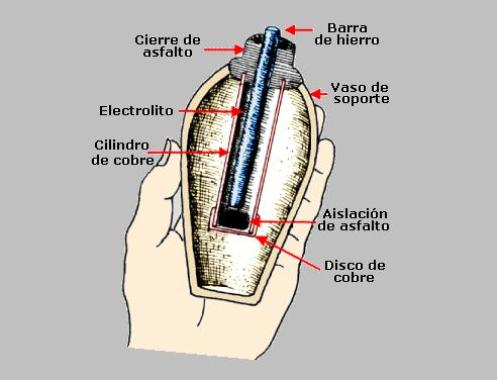 Barra
de hierro
Cierre de
asfalto
Vaso de
soporte
Electrolito
Cilindro
de cobre
Aislación
de asfalto
Disco de
cobre